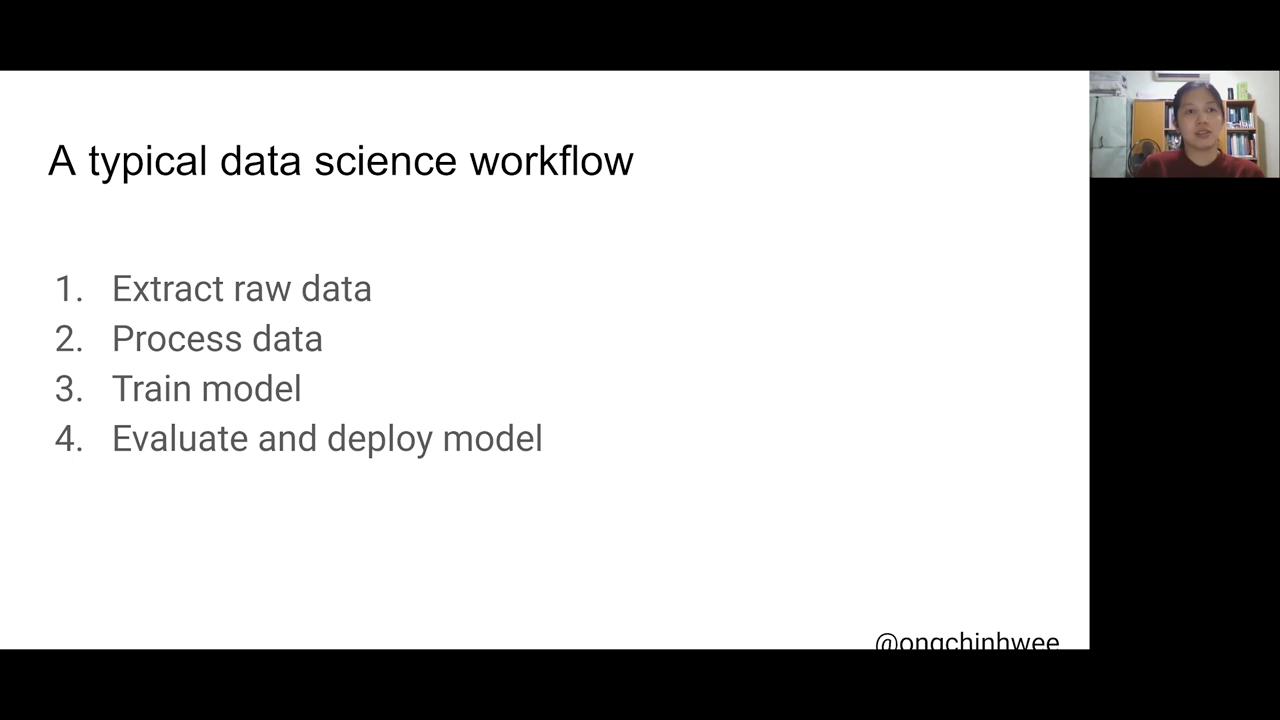 A typical data science workflow
1. Extract raw data
2. Process data
3. Train model
4. Evaluate and deploy model
@ongchinhwee